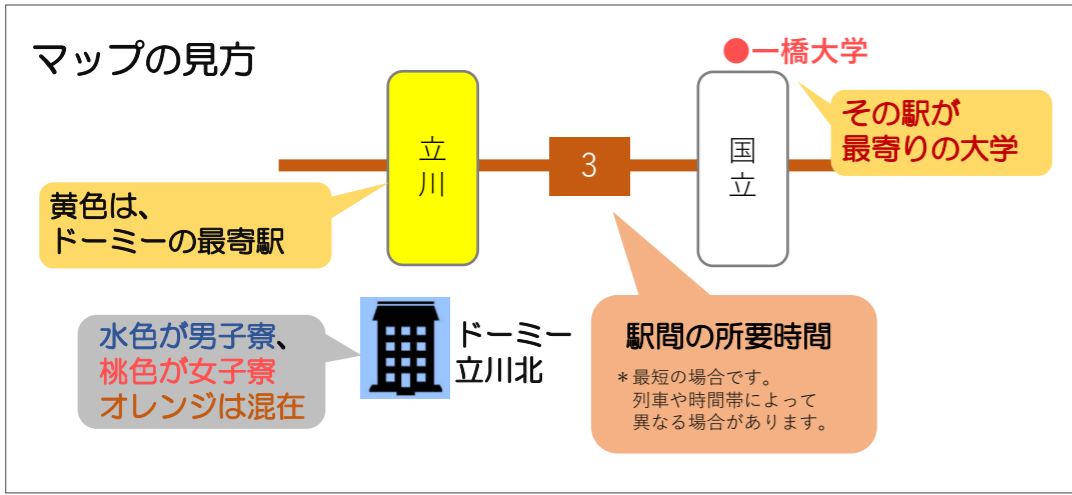 マップの見方
●一橋大学
その駅が
最寄りの大学
立川
3
国立
黄色は、
ドーミーの最寄駅
水色が男子寮、
桃色が女子寮
オレンジは混在
ドーミー
立川北
駅間の所要時間
＊最短の場合です。
列車や時間帯によって
異なる場合があります。